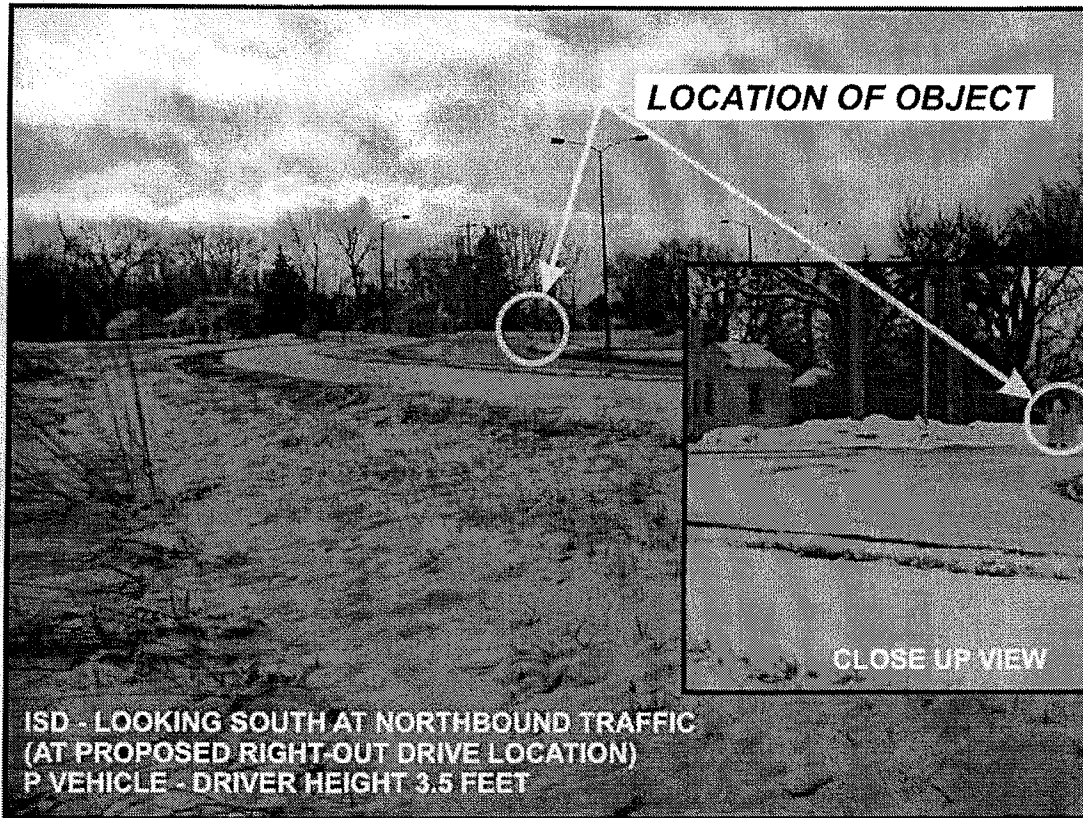 LOCATION OF OBJECT
CLOSE UP VIEW
ISD - LOOKING SOUTH AT NORTHBOUND TRAFFIC
(AT PROPOSED RIGHT-OUT DRIVE LOCATION)
P VEHICLE - DRIVER HEIGHT 3.5 FEET